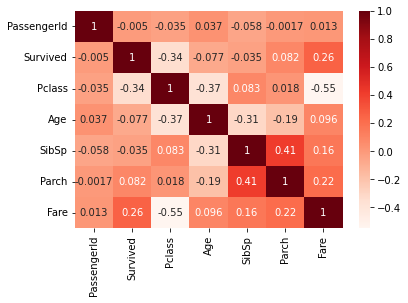 PassengerId 1 -0.005 -0.035 0.037 -0.058 -0.0017 0.013
Survived -0.005 1 -0.34 -0.077 -0.035 0.082 0.26
Pclass -0.035 -0.34 1 -0.37 0.083 0.018 -0.55
Age 0.037 -0.077 -0.37 1 -0.31 -0.19 0.096
SibSp -0.058 -0.035 0.083 -0.31 1 0.41 0.16
Parch -0.0017 0.082 0.018 -0.19 0.41 1 0.22
Fare 0.013 0.26 -0.55 0.096 0.16 0.22 1
PassengerId
Survived
Pclass
Age
SibSp
Parch
Fare
1.0
0.8
0.6
0.4
0.2
0.0
−0.2
−0.4